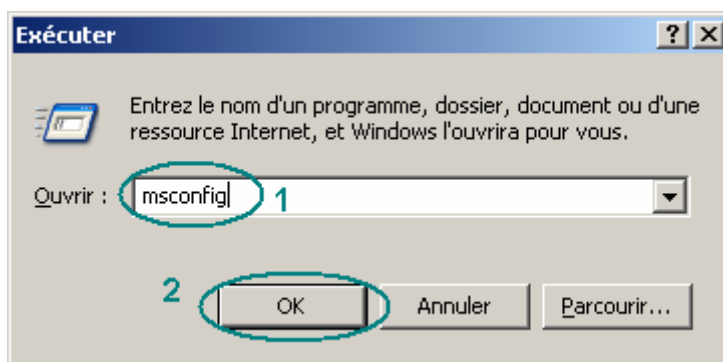 Exécuter
Entrez le nom d'un programme, dossier, document ou d'une
ressource Internet, et Windows l'ouvrira pour vous.
Ouvrir : msconfig 1
2 OK Annuler Parcourir...